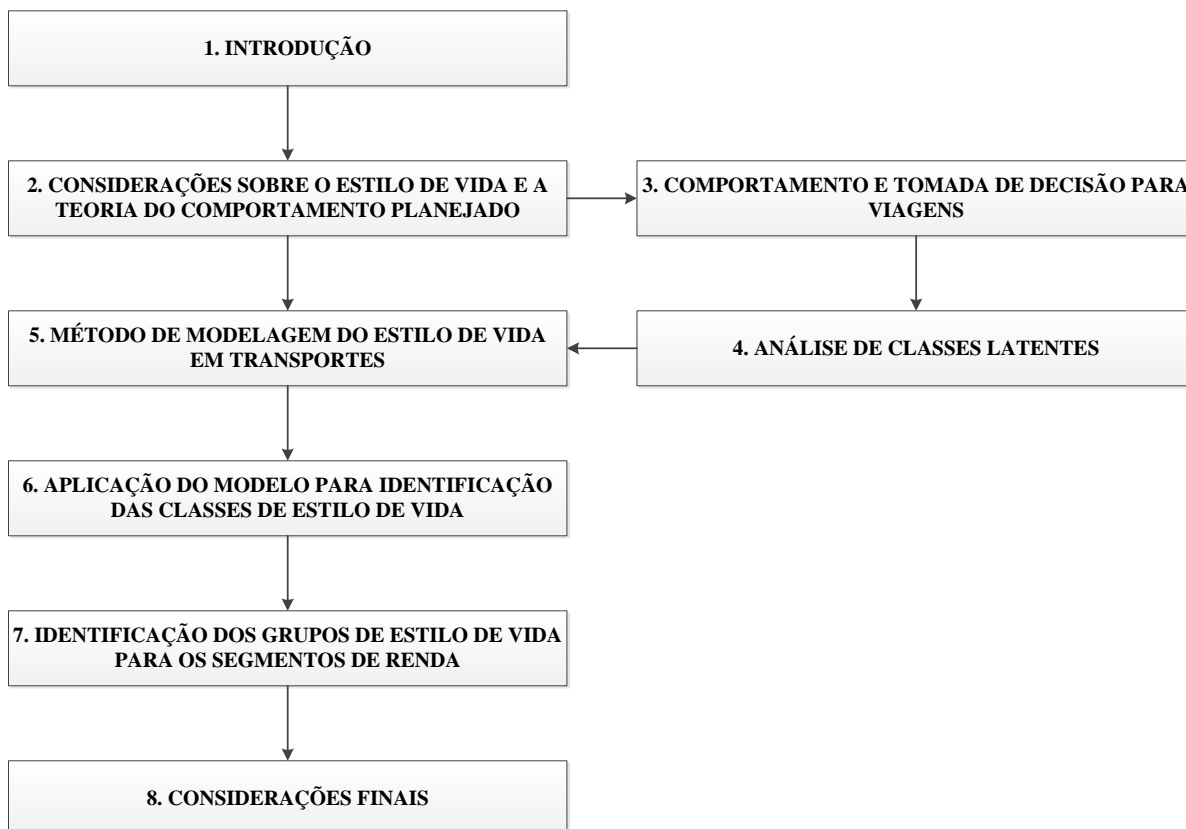 1. INTRODUÇÃO
2. CONSIDERAÇÕES SOBRE O ESTILO DE VIDA E A
TEORIA DO COMPORTAMENTO PLANEJADO
3. COMPORTAMENTO E TOMADA DE DECISÃO PARA
VIAGENS
4. ANÁLISE DE CLASSES LATENTES
5. MÉTODO DE MODELAGEM DO ESTILO DE VIDA
EM TRANSPORTES
6. APLICAÇÃO DO MODELO PARA IDENTIFICAÇÃO
DAS CLASSES DE ESTILO DE VIDA
7. IDENTIFICAÇÃO DOS GRUPOS DE ESTILO DE VIDA
PARA OS SEGMENTOS DE RENDA
8. CONSIDERAÇÕES FINAIS